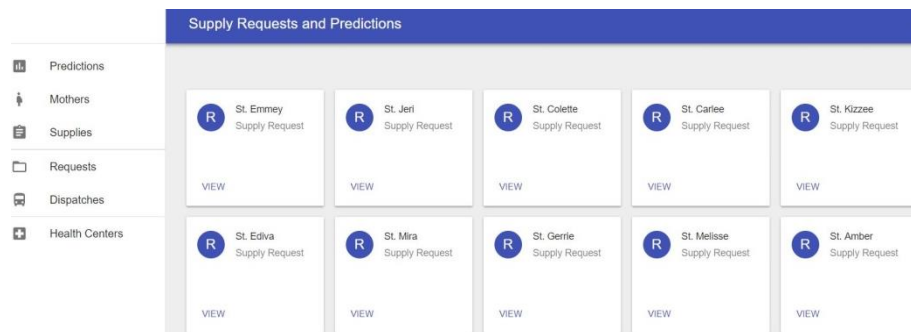 Supply Requests and Predictions
Predictions
Mothers
Supplies
Requests
Dispatches
Health Centers
R St. Emmey
Supply Request
VIEW
R St. Jeri
Supply Request
VIEW
R St. Colette
Supply Request
VIEW
R St. Carlee
Supply Request
VIEW
R St. Kizzee
Supply Request
VIEW
R St. Ediva
Supply Request
VIEW
R St. Mira
Supply Request
VIEW
R St. Gerrie
Supply Request
VIEW
R St. Melisse
Supply Request
VIEW
R St. Amber
Supply Request
VIEW